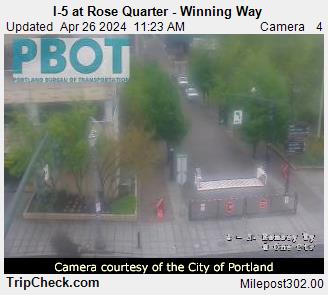 I-5 at Rose Quarter - Winning Way
Updated Apr 26 2024 11:23 AM Camera 4
PBOT
PORTLAND BUREAU OF TRANSPORTATION
Camera courtesy of the City of Portland
TripCheck.com Milepost302.00